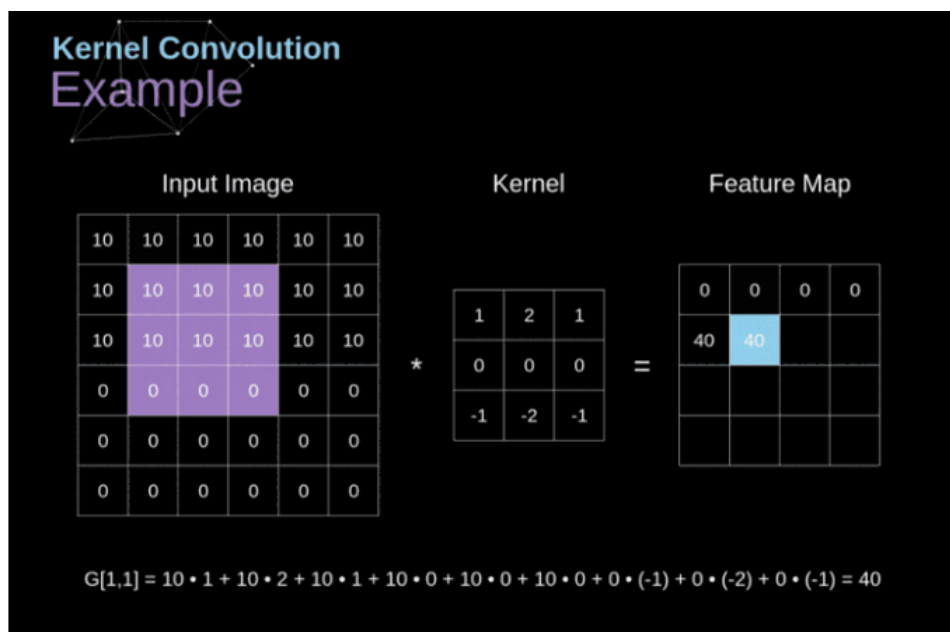 Kernel Convolution
Example
Input Image
Kernel
Feature Map
10 10 10 10 10 10
10 10 10 10 10 10
10 10 10 10 10 10
0 0 0 0 0 0
0 0 0 0 0 0
0 0 0 0 0 0
*
1 2 1
0 0 0
-1 -2 -1
=
0 0 0 0
40 40
G[1,1] = 10 • 1 + 10 • 2 + 10 • 1 + 10 • 0 + 10 • 0 + 10 • 0 + 0 • (-1) + 0 • (-2) + 0 • (-1) = 40